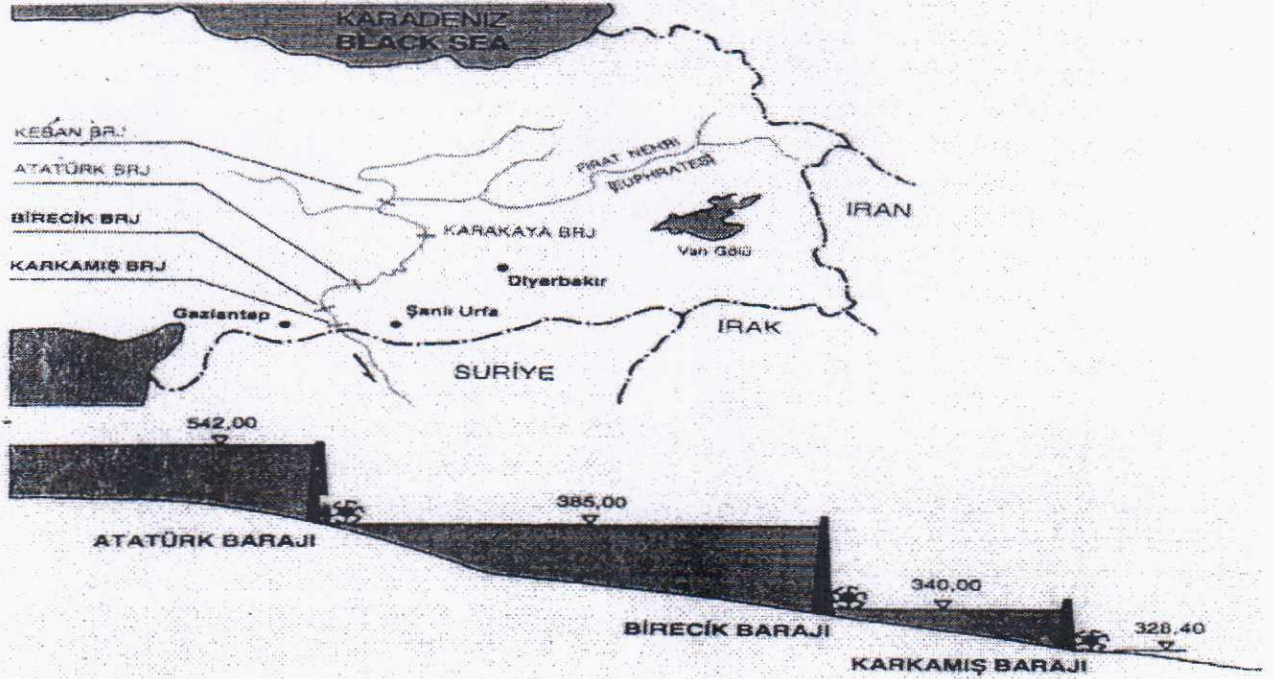 KARADENİZ
BLACK SEA
KEBAN BRJ
ATATÜRK BRJ
BİRECİK BRJ
KARKAMIŞ BRJ
FIRAT NEHRİ
(EUPHRATES)
KARAKAYA BRJ
Van Gölü
IRAN
Diyarbakır
Gaziantep
Şanlı Urfa
IRAK
SURİYE
542,00
385,00
ATATÜRK BARAJI
340,00
BİRECİK BARAJI
328,40
KARKAMIŞ BARAJI